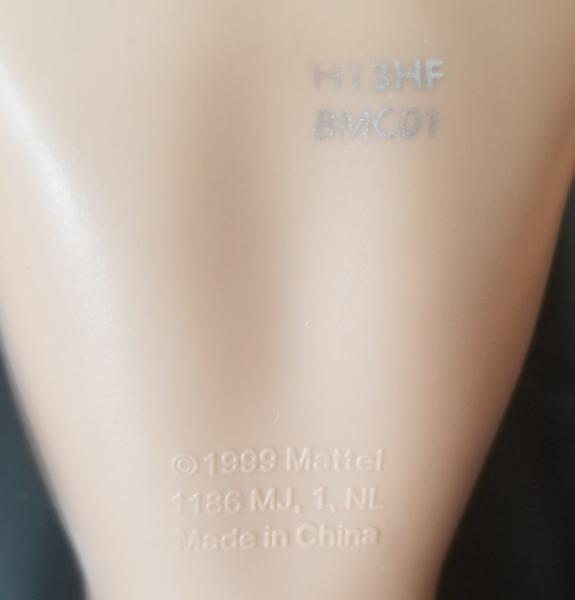 H13HF
BMC01
©1999 Mattel
1186 MJ, 1, NL
Made in China